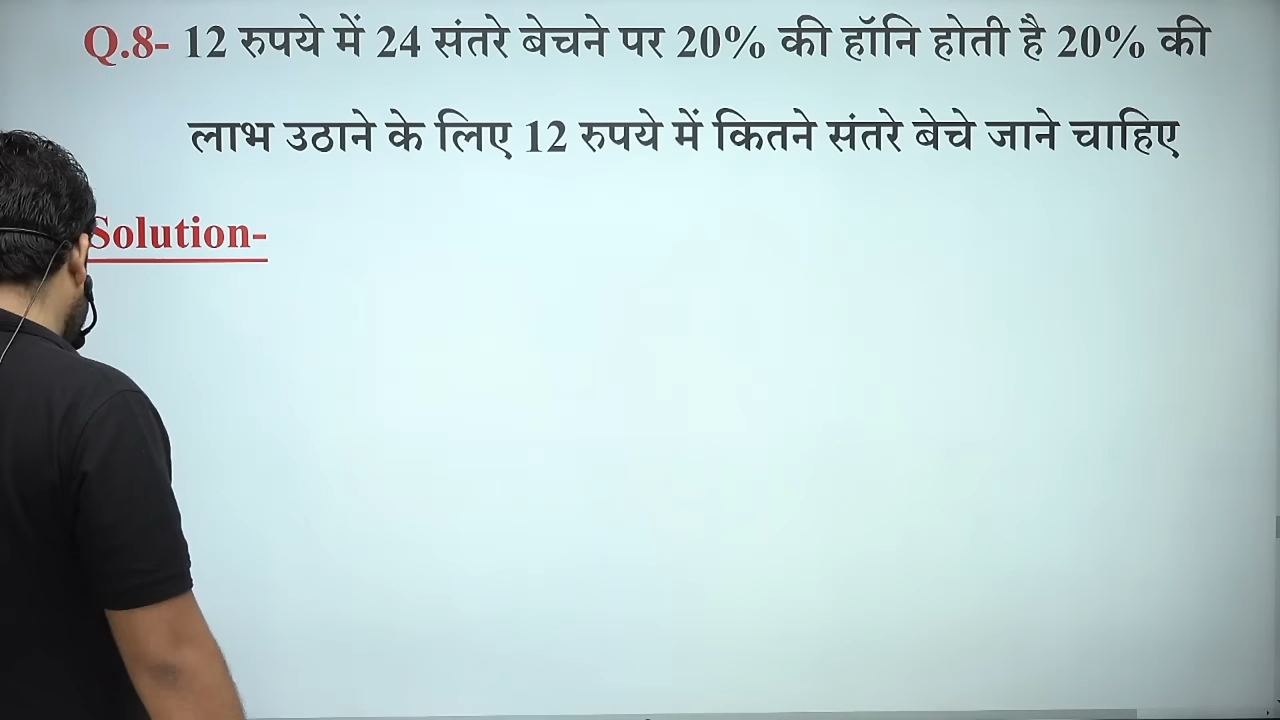 Q.8- 12 रुपये में 24 संतरे बेचने पर 20% की हॉनि होती है 20% की
लाभ उठाने के लिए 12 रुपये में कितने संतरे बेचे जाने चाहिए
Solution-